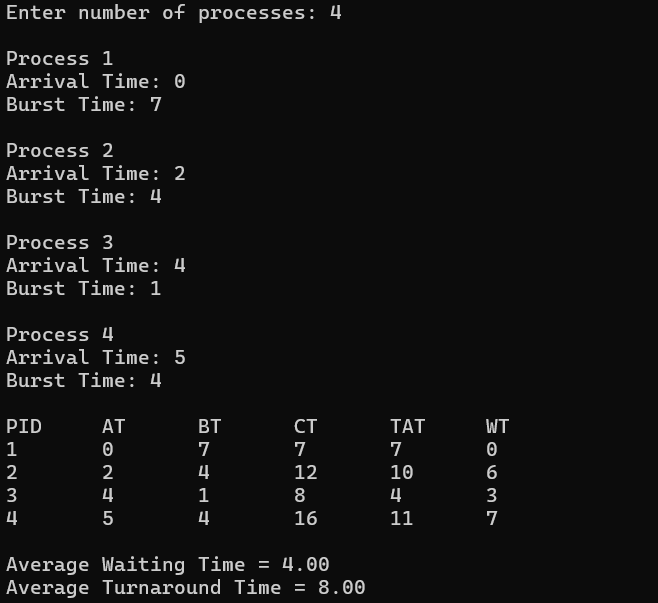 Enter number of processes: 4
Process 1
Arrival Time: 0
Burst Time: 7
Process 2
Arrival Time: 2
Burst Time: 4
Process 3
Arrival Time: 4
Burst Time: 1
Process 4
Arrival Time: 5
Burst Time: 4
PID AT BT CT TAT WT
1 0 7 7 7 0
2 2 4 12 10 6
3 4 1 8 4 3
4 5 4 16 11 7
Average Waiting Time = 4.00
Average Turnaround Time = 8.00